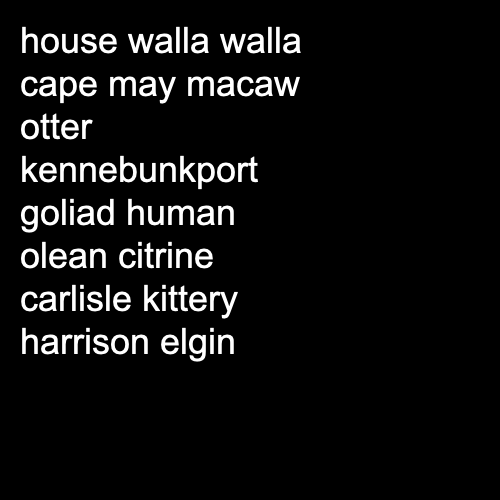 house walla walla
cape may macaw
otter
kennebunkport
goliad human
olean citrine
carlisle kittery
harrison elgin